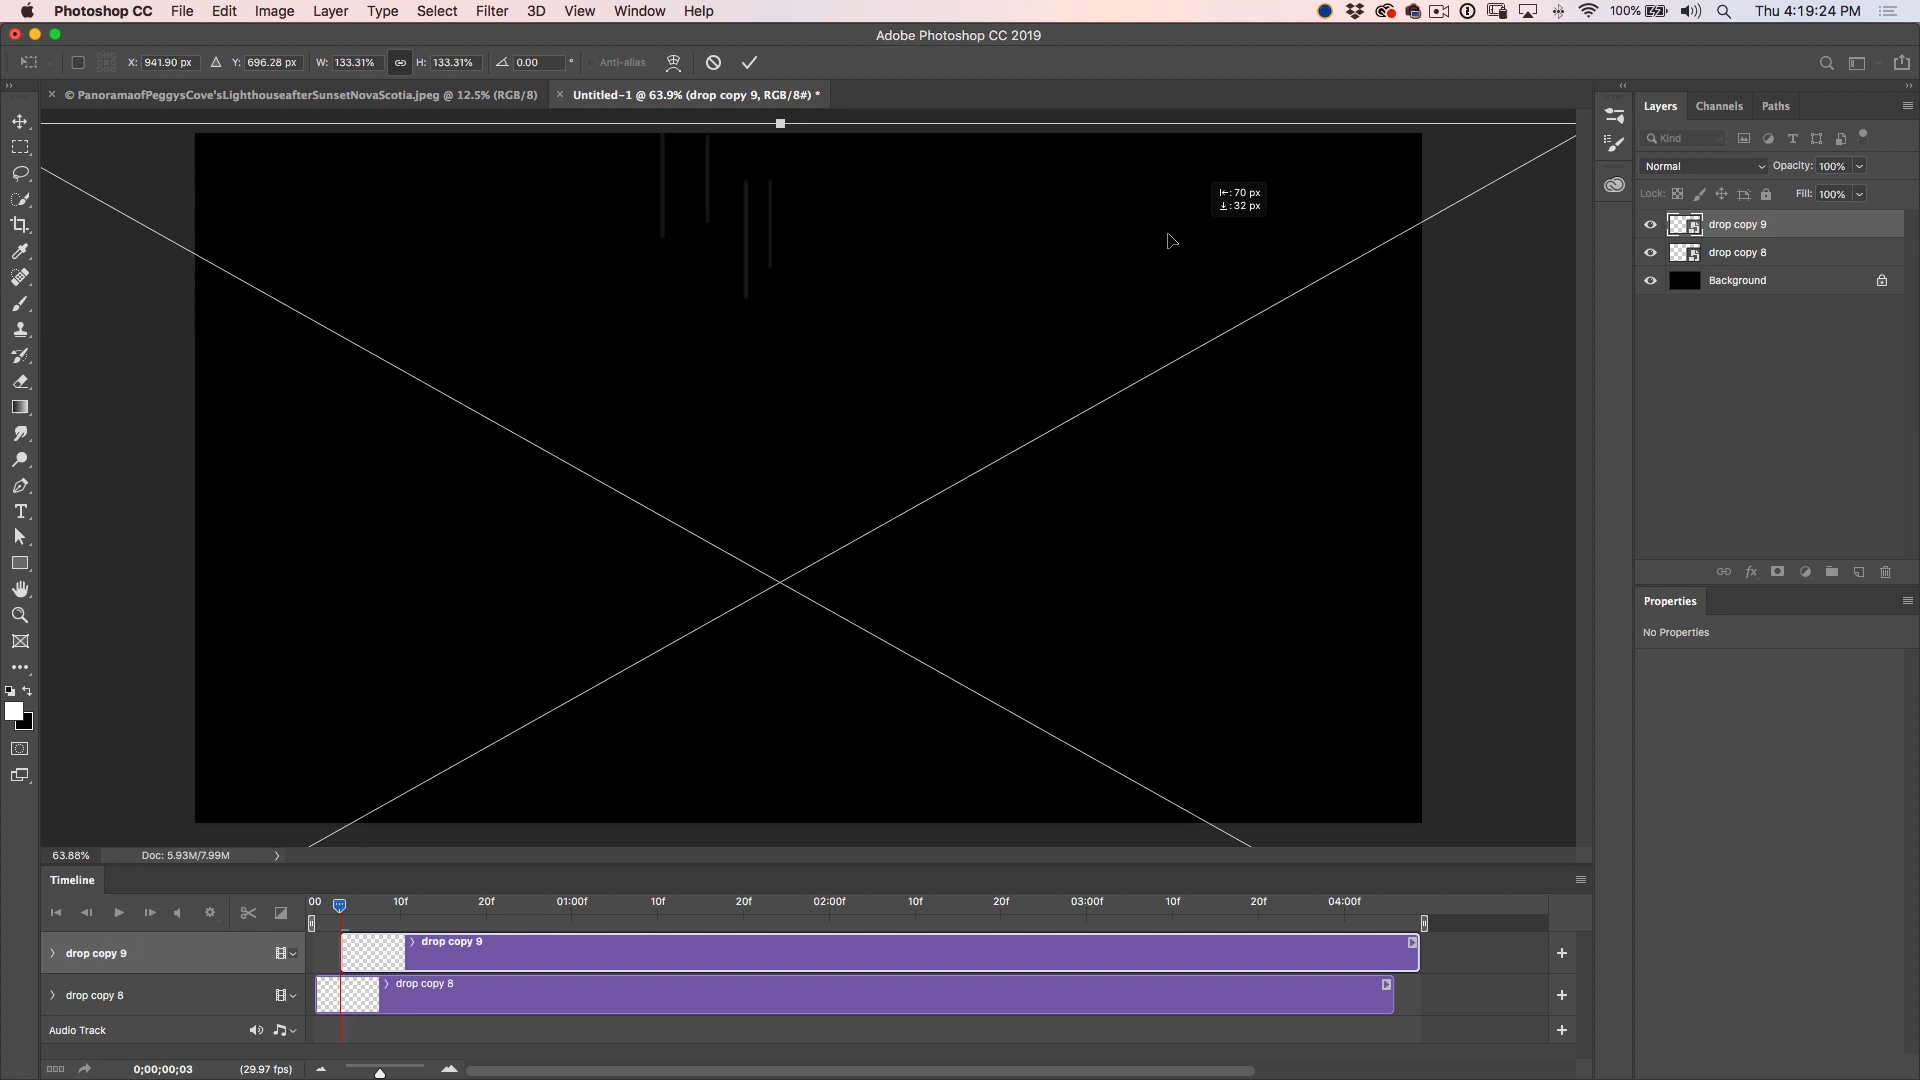 Photoshop CC File Edit Image Layer Type Select Filter 3D View Window Help 100% Thu 4:19:24 PM
Adobe Photoshop CC 2019
X: 941.90 px Y: 696.28 px W: 133.31% H: 133.31% 0.00 ° Anti-alias
© PanoramaofPeggysCove'sLighthouseafterSunsetNovaScotia.jpeg @ 12.5% (RGB/8) Untitled-1 @ 63.9% (drop copy 9, RGB/8#) *
Layers Channels Paths
Kind
Normal Opacity: 100%
Lock: Fill: 100%
: 70 px
: 32 px
drop copy 9
drop copy 8
Background
Properties
No Properties
63.88% Doc: 5.93M/7.99M
Timeline
00 10f 20f 01:00f 10f 20f 02:00f 10f 20f 03:00f 10f 20f 04:00f
drop copy 9 drop copy 9
drop copy 8 drop copy 8
Audio Track
0;00;00;03 (29.97 fps)